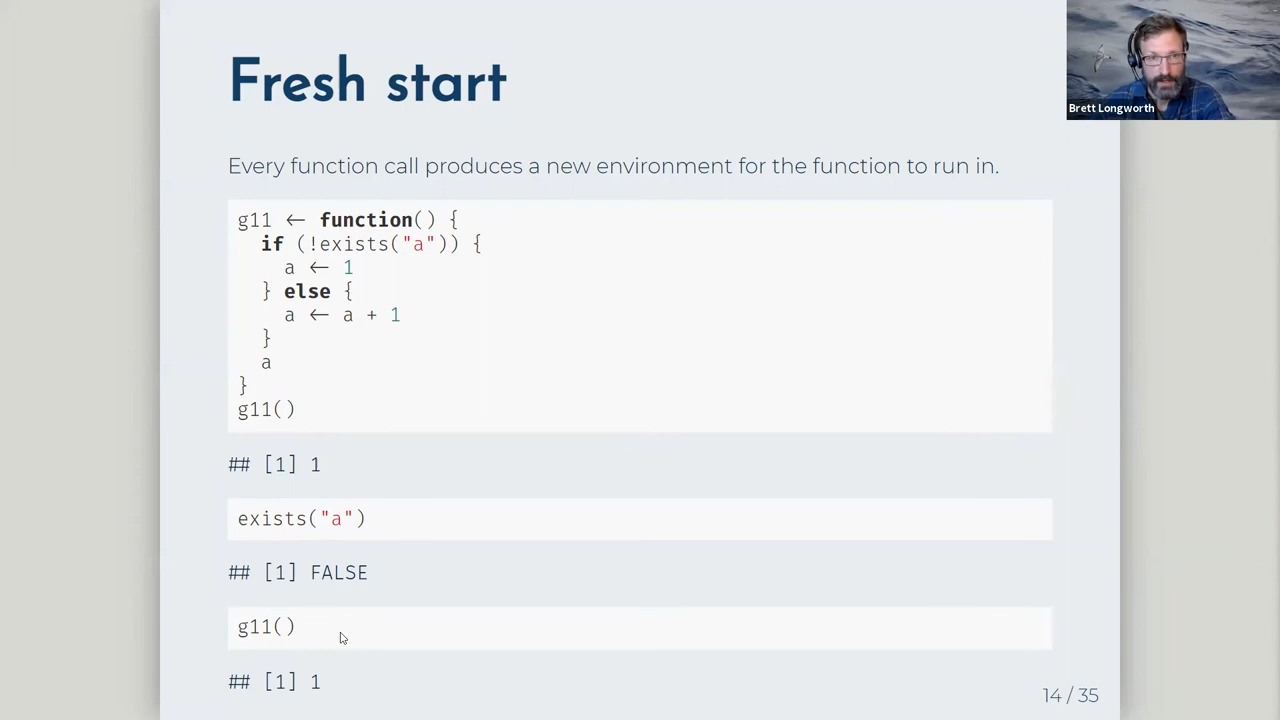 Fresh start
Brett Longworth
Every function call produces a new environment for the function to run in.
g11 ← function() {
  if (!exists("a")) {
    a ← 1
  } else {
    a ← a + 1
  }
  a
}
g11()
## [1] 1
exists("a")
## [1] FALSE
g11()
## [1] 1
14 / 35